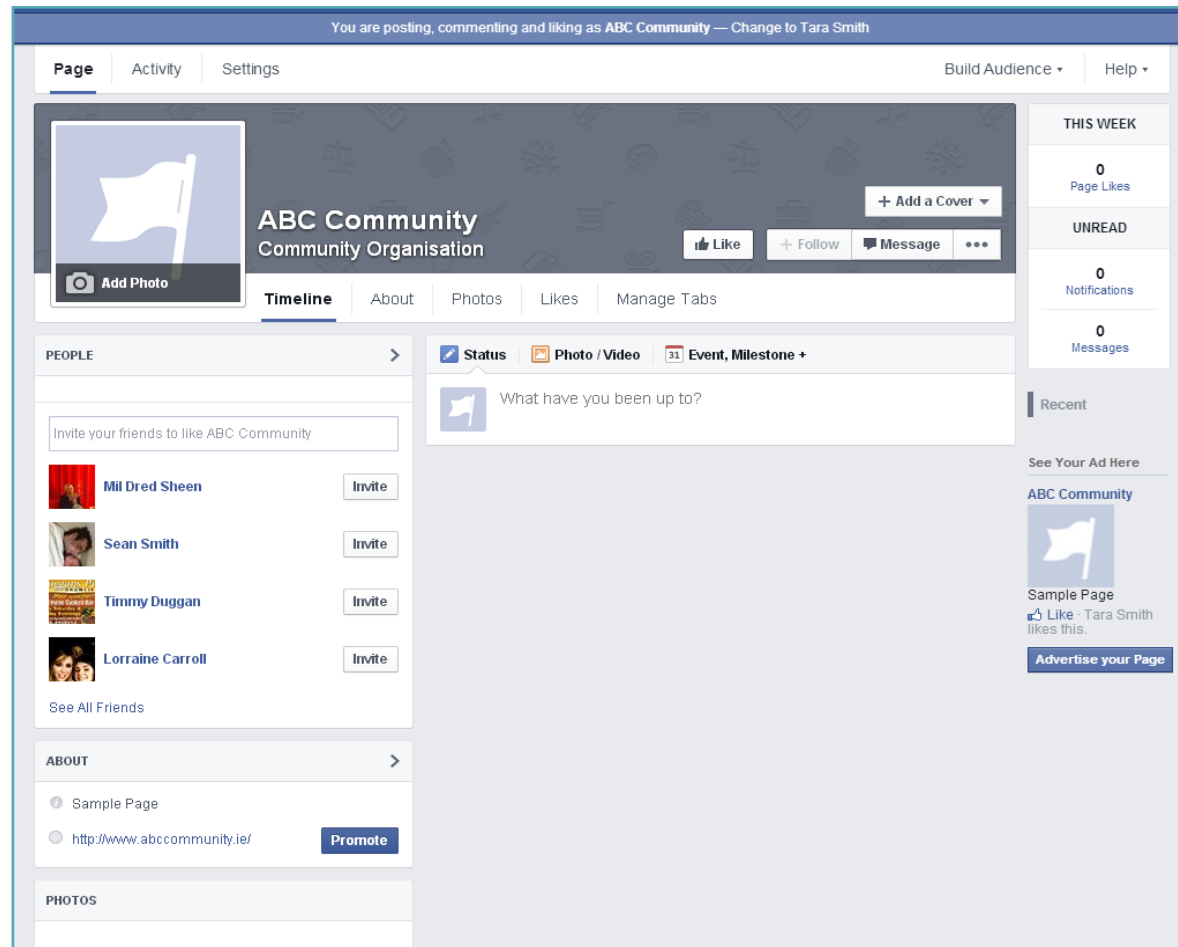 You are posting, commenting and liking as ABC Community — Change to Tara Smith
Page Activity Settings Build Audience Help
ABC Community
Community Organisation
+ Add a Cover
Like + Follow Message •••
Add Photo
Timeline About Photos Likes Manage Tabs
THIS WEEK
0
Page Likes
UNREAD
0
Notifications
0
Messages
Recent
See Your Ad Here
ABC Community
Sample Page
Like · Tara Smith
likes this.
Advertise your Page
PEOPLE
Invite your friends to like ABC Community
Mil Dred Sheen Invite
Sean Smith Invite
Timmy Duggan Invite
Lorraine Carroll Invite
See All Friends
ABOUT
Sample Page
http://www.abccommunity.ie/ Promote
PHOTOS
Status Photo / Video 31 Event, Milestone +
What have you been up to?